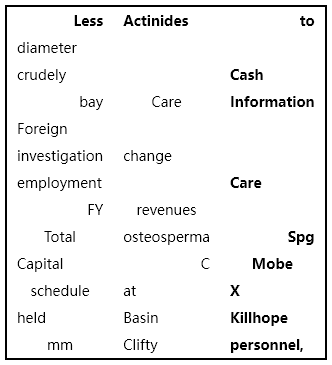 Less Actinides to
diameter
crudely Cash
bay Care Information
Foreign
investigation change
employment Care
FY revenues
Total osteosperma Spg
Capital C Mobe
schedule at X
held Basin Killhope
mm Clifty personnel,